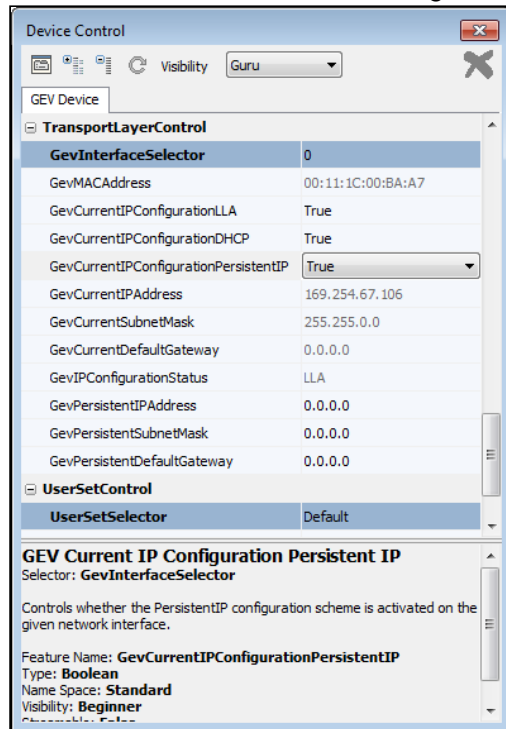 Device Control
Visibility Guru
GEV Device
TransportLayerControl
GevInterfaceSelector 0
GevMACAddress 00:11:1C:00:BA:A7
GevCurrentIPConfigurationLLA True
GevCurrentIPConfigurationDHCP True
GevCurrentIPConfigurationPersistentIP True
GevCurrentIPAddress 169.254.67.106
GevCurrentSubnetMask 255.255.0.0
GevCurrentDefaultGateway 0.0.0.0
GevIPConfigurationStatus LLA
GevPersistentIPAddress 0.0.0.0
GevPersistentSubnetMask 0.0.0.0
GevPersistentDefaultGateway 0.0.0.0
UserSetControl
UserSetSelector Default
GEV Current IP Configuration Persistent IP
Selector: GevInterfaceSelector
Controls whether the PersistentIP configuration scheme is activated on the
given network interface.
Feature Name: GevCurrentIPConfigurationPersistentIP
Type: Boolean
Name Space: Standard
Visibility: Beginner